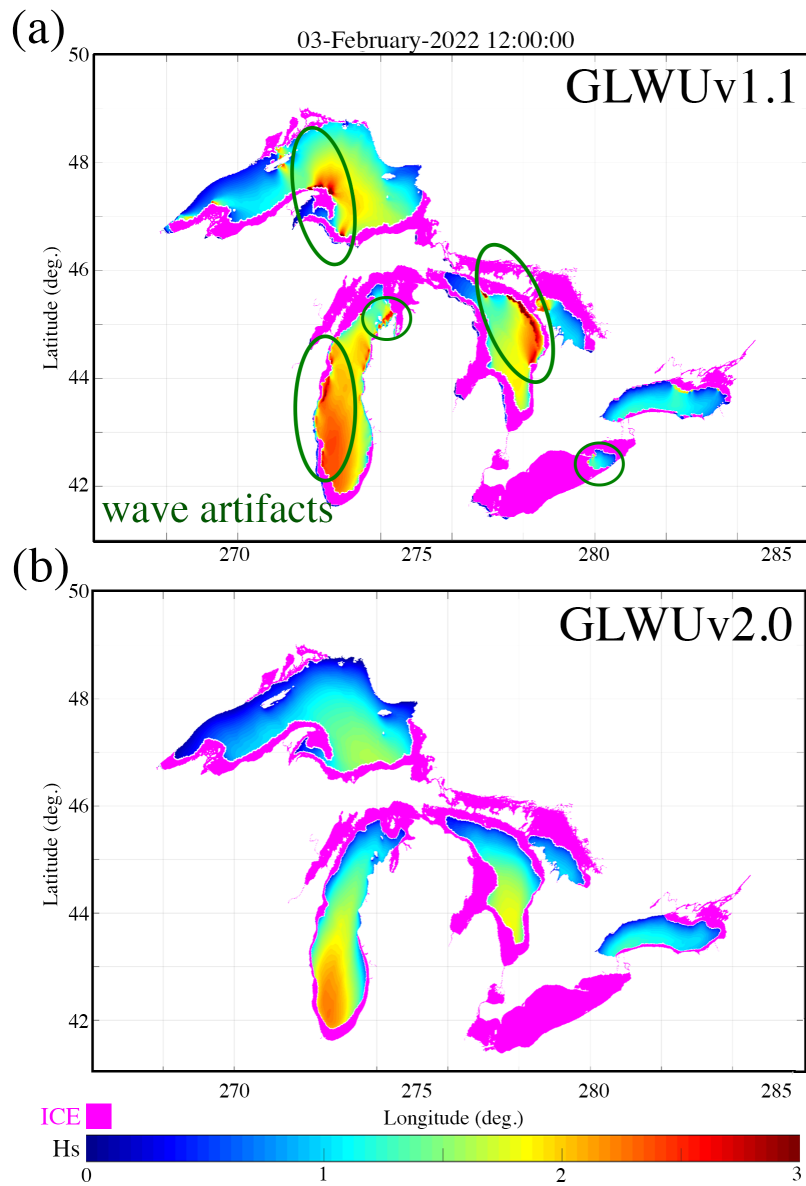 (a)
03-February-2022 12:00:00
GLWUv1.1
50
48
46
44
42
Latitude (deg.)
wave artifacts
270 275 280 285
(b)
GLWUv2.0
50
48
46
44
42
Latitude (deg.)
270 275 280 285
Longitude (deg.)
ICE
Hs
0 1 2 3